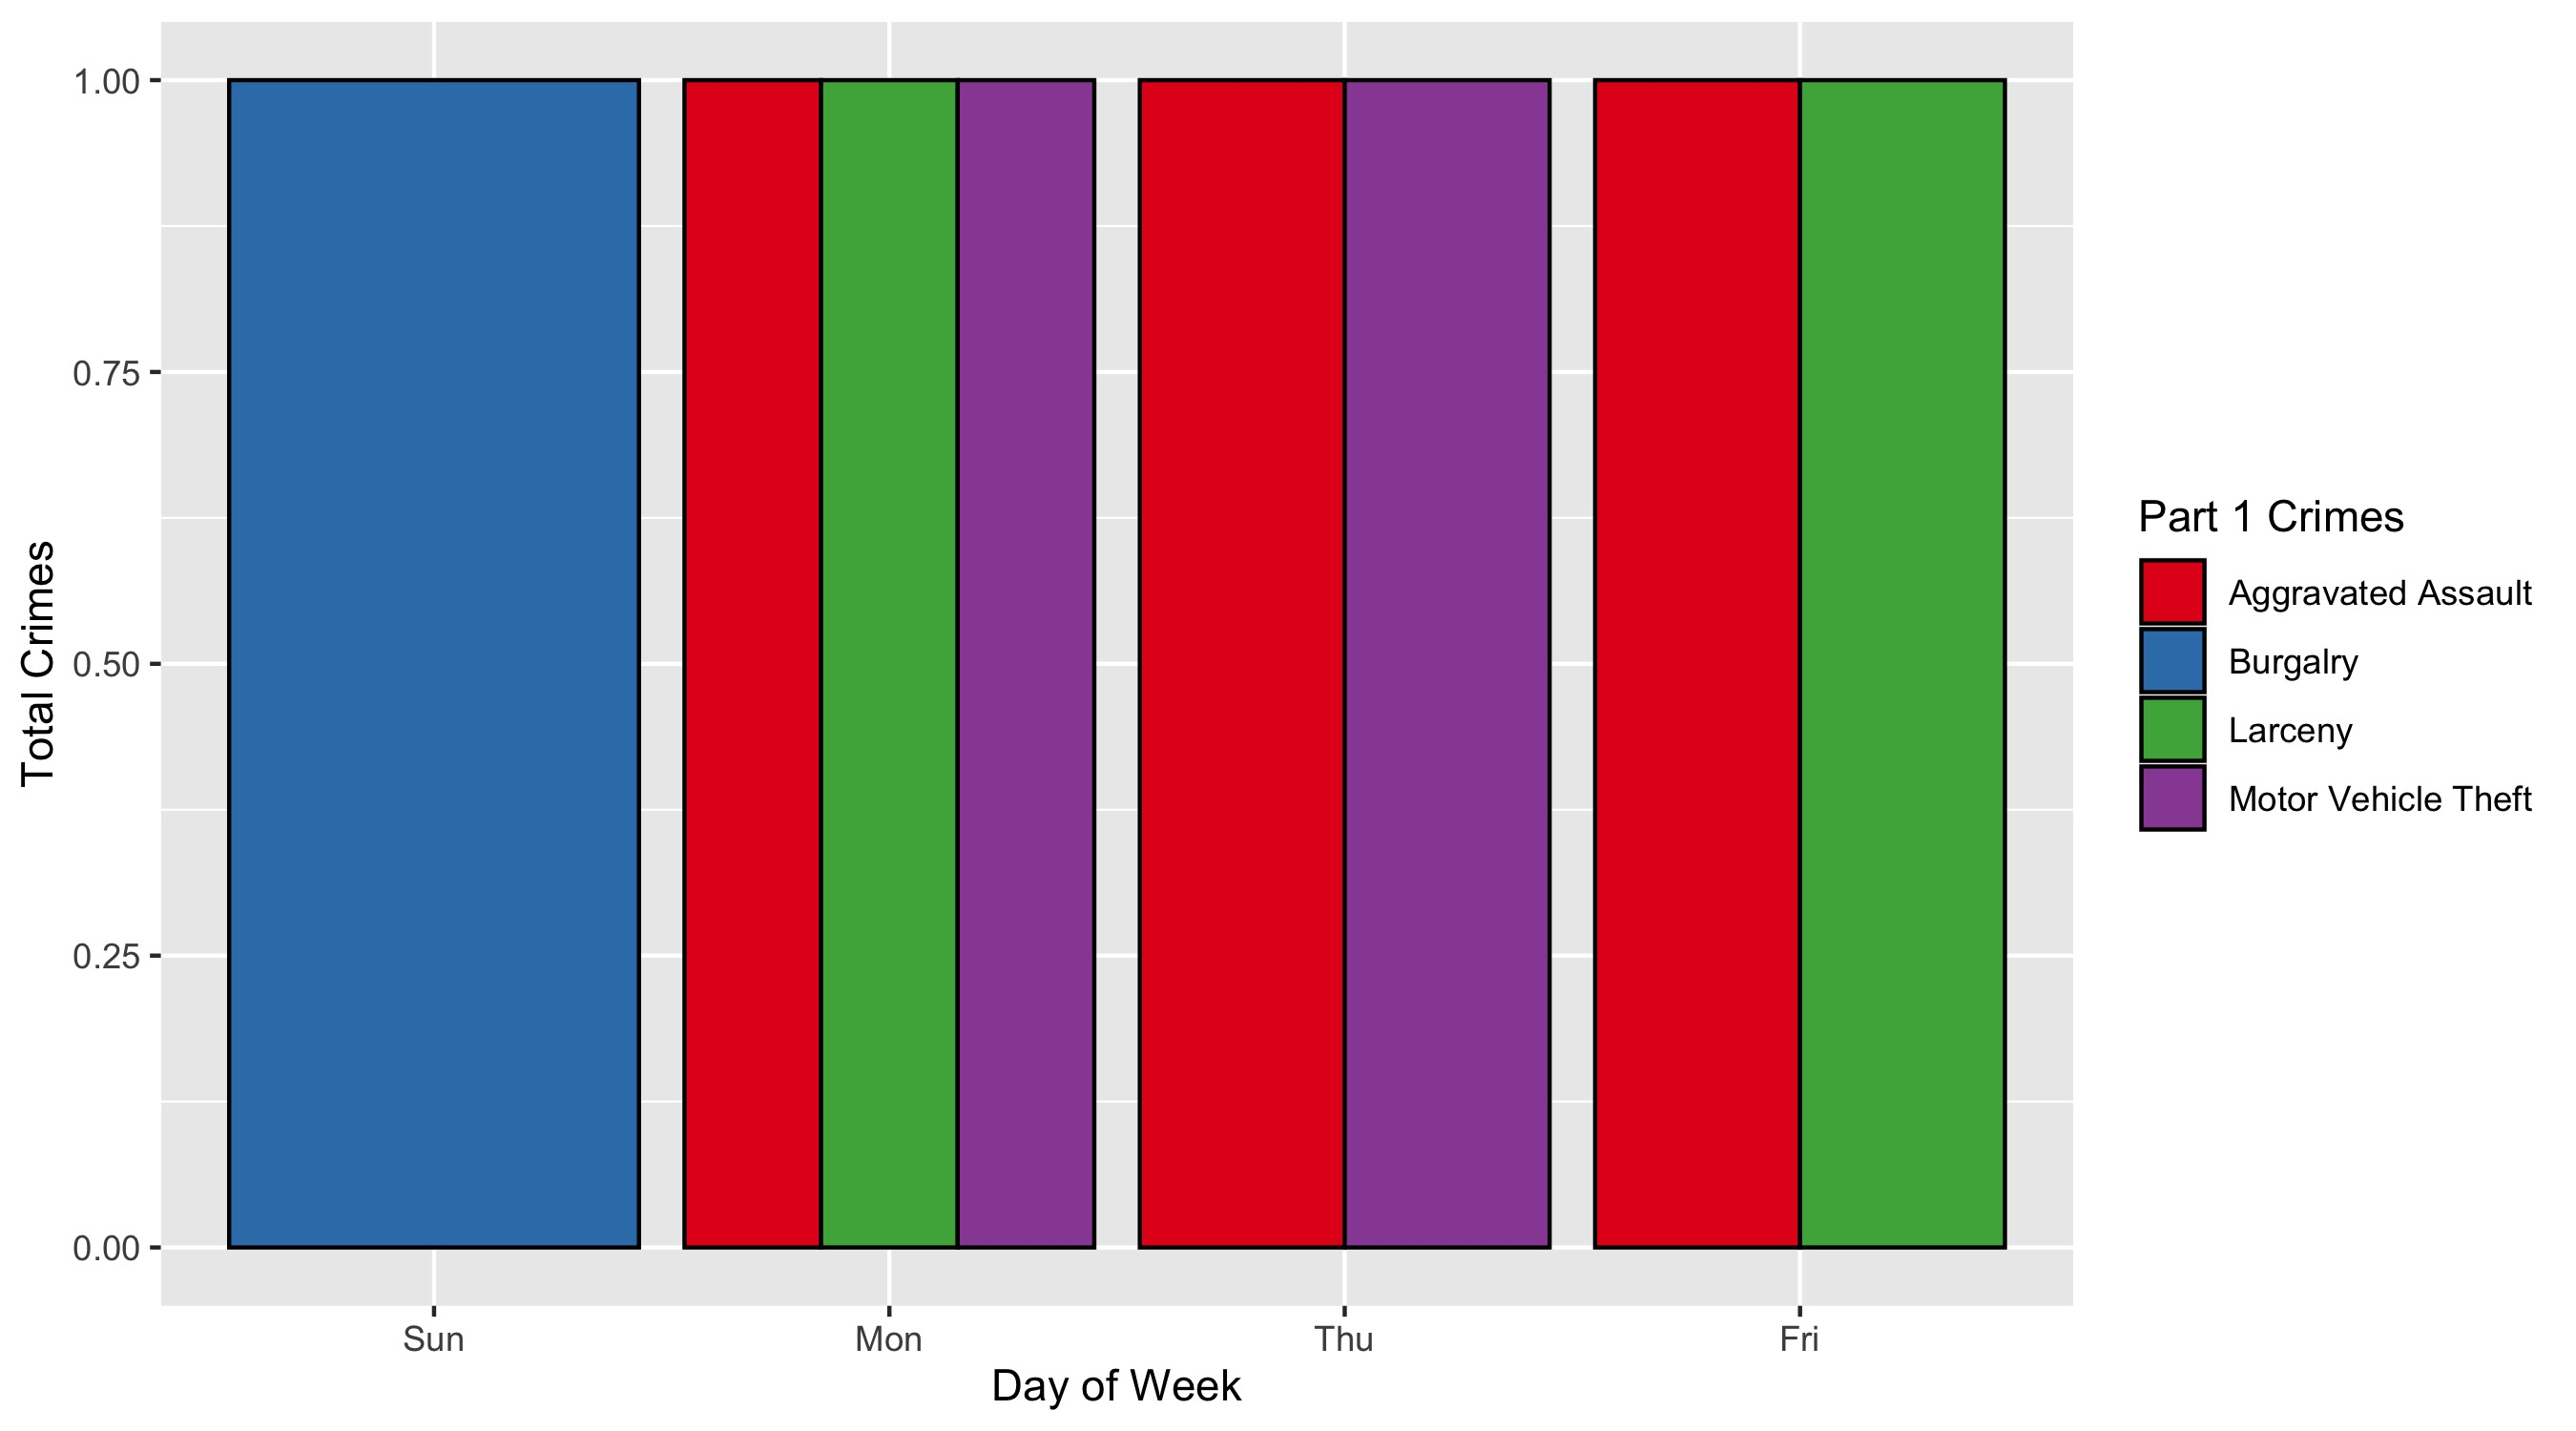 1.00
0.75
0.50
0.25
0.00
Total Crimes
Sun Mon Thu Fri
Day of Week
Part 1 Crimes
Aggravated Assault
Burgalry
Larceny
Motor Vehicle Theft